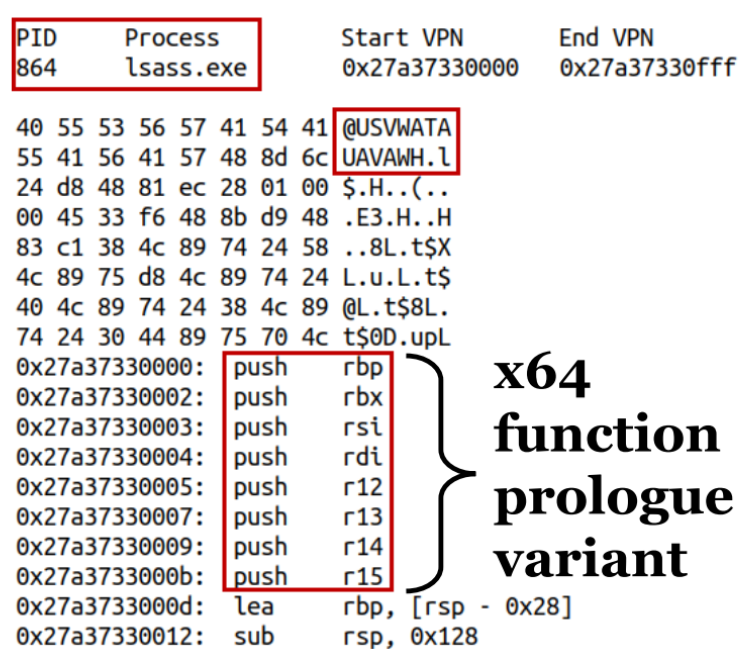 PID Process Start VPN End VPN
864 lsass.exe 0x27a37330000 0x27a37330fff
40 55 53 56 57 41 54 41 @USVWATA
55 41 56 41 57 48 8d 6c UAVAWH.l
24 d8 48 81 ec 28 01 00 $.H..(..
00 45 33 f6 48 8b d9 48 .E3.H..H
83 c1 38 4c 89 74 24 58 ..8L.t$X
4c 89 75 d8 4c 89 74 24 L.u.L.t$
40 4c 89 74 24 38 4c 89 @L.t$8L.
74 24 30 44 89 75 70 4c t$0D.upL
0x27a37330000: push rbp
0x27a37330002: push rbx
0x27a37330003: push rsi
0x27a37330004: push rdi
0x27a37330005: push r12
0x27a37330007: push r13
0x27a37330009: push r14
0x27a3733000b: push r15
0x27a3733000d: lea rbp, [rsp - 0x28]
0x27a37330012: sub rsp, 0x128
x64
function
prologue
variant